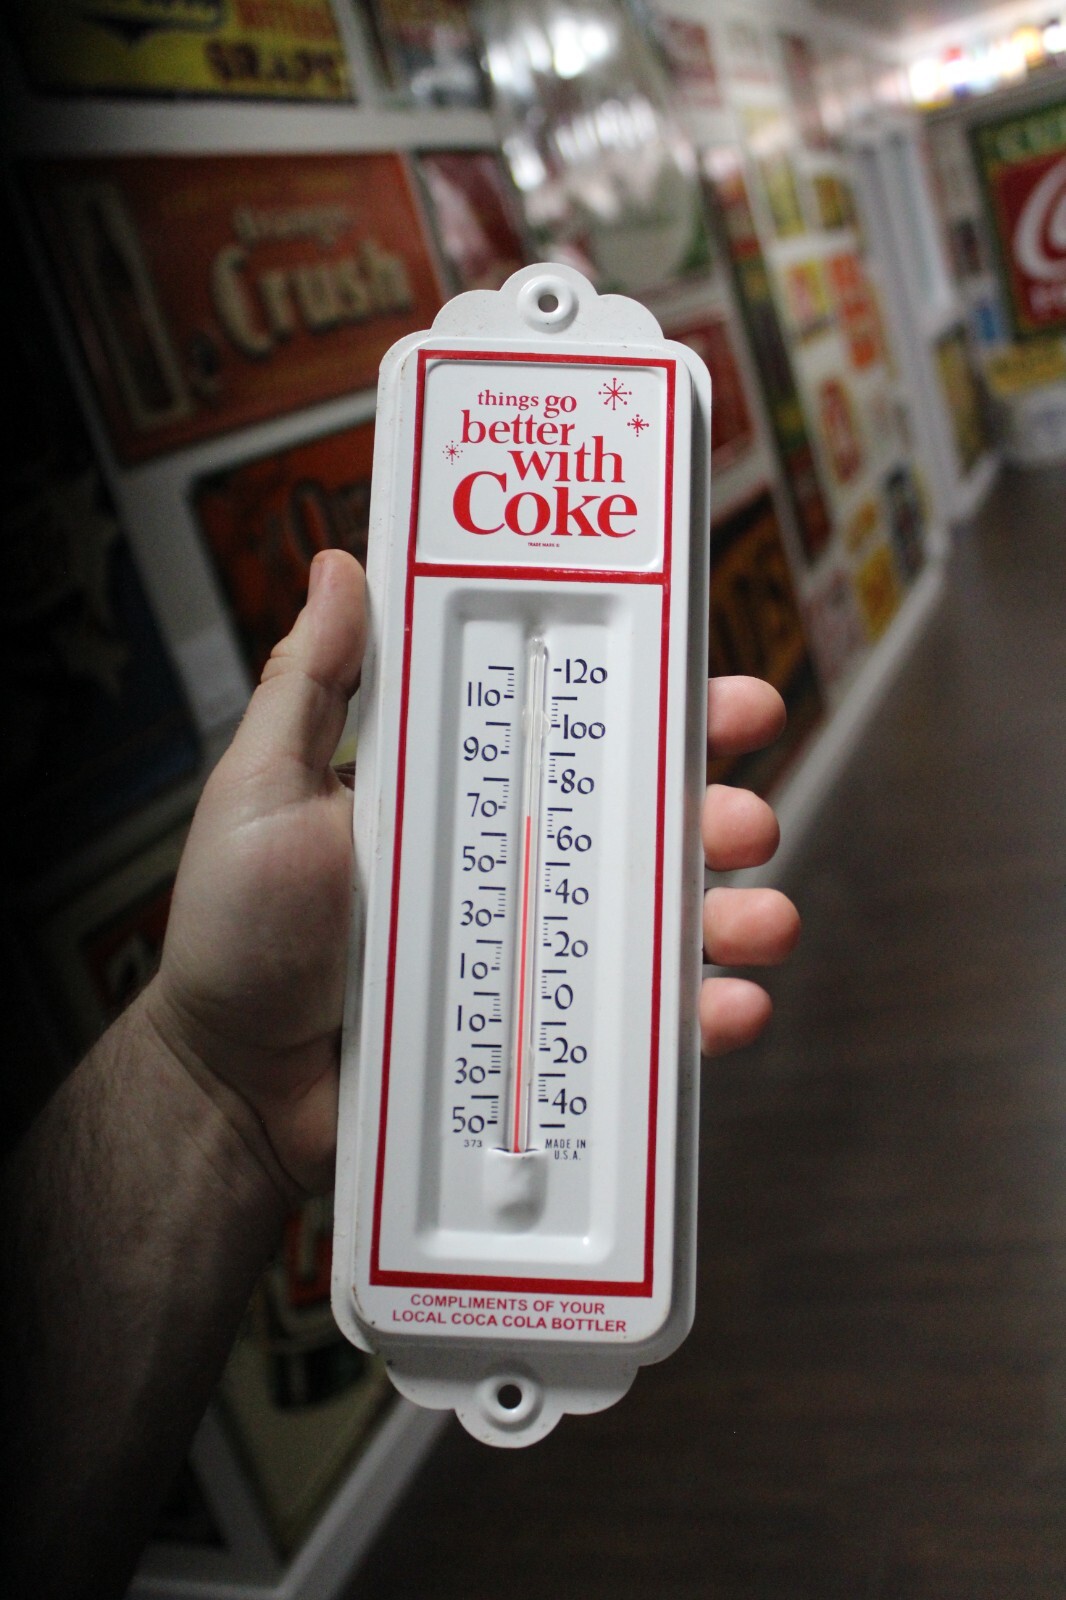 things go
better
with
Coke
TRADE MARK ®
120
110
100
90
80
70
60
50
40
30
20
10
0
10
20
30
40
50
373
MADE IN
U.S.A.
COMPLIMENTS OF YOUR
LOCAL COCA COLA BOTTLER
Orange
Crush